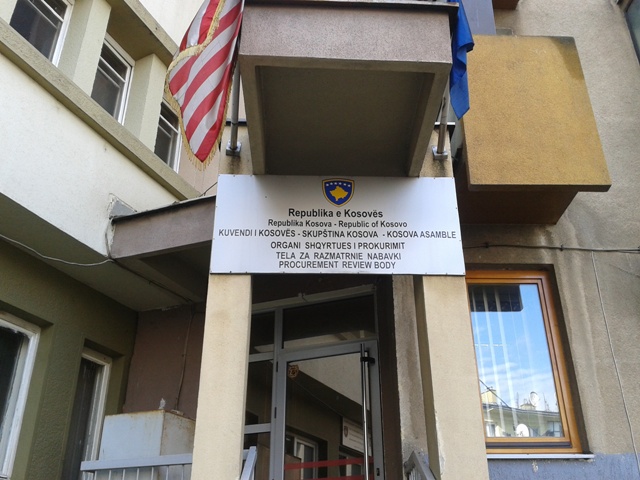 Republika e Kosovës
Republika Kosova - Republic of Kosovo
KUVENDI I KOSOVËS - SKUPŠTINA KOSOVA - KOSOVA ASAMBLE
ORGANI SHQYRTUES I PROKURIMIT
TELA ZA RAZMATRNIE NABAVKI
PROCUREMENT REVIEW BODY